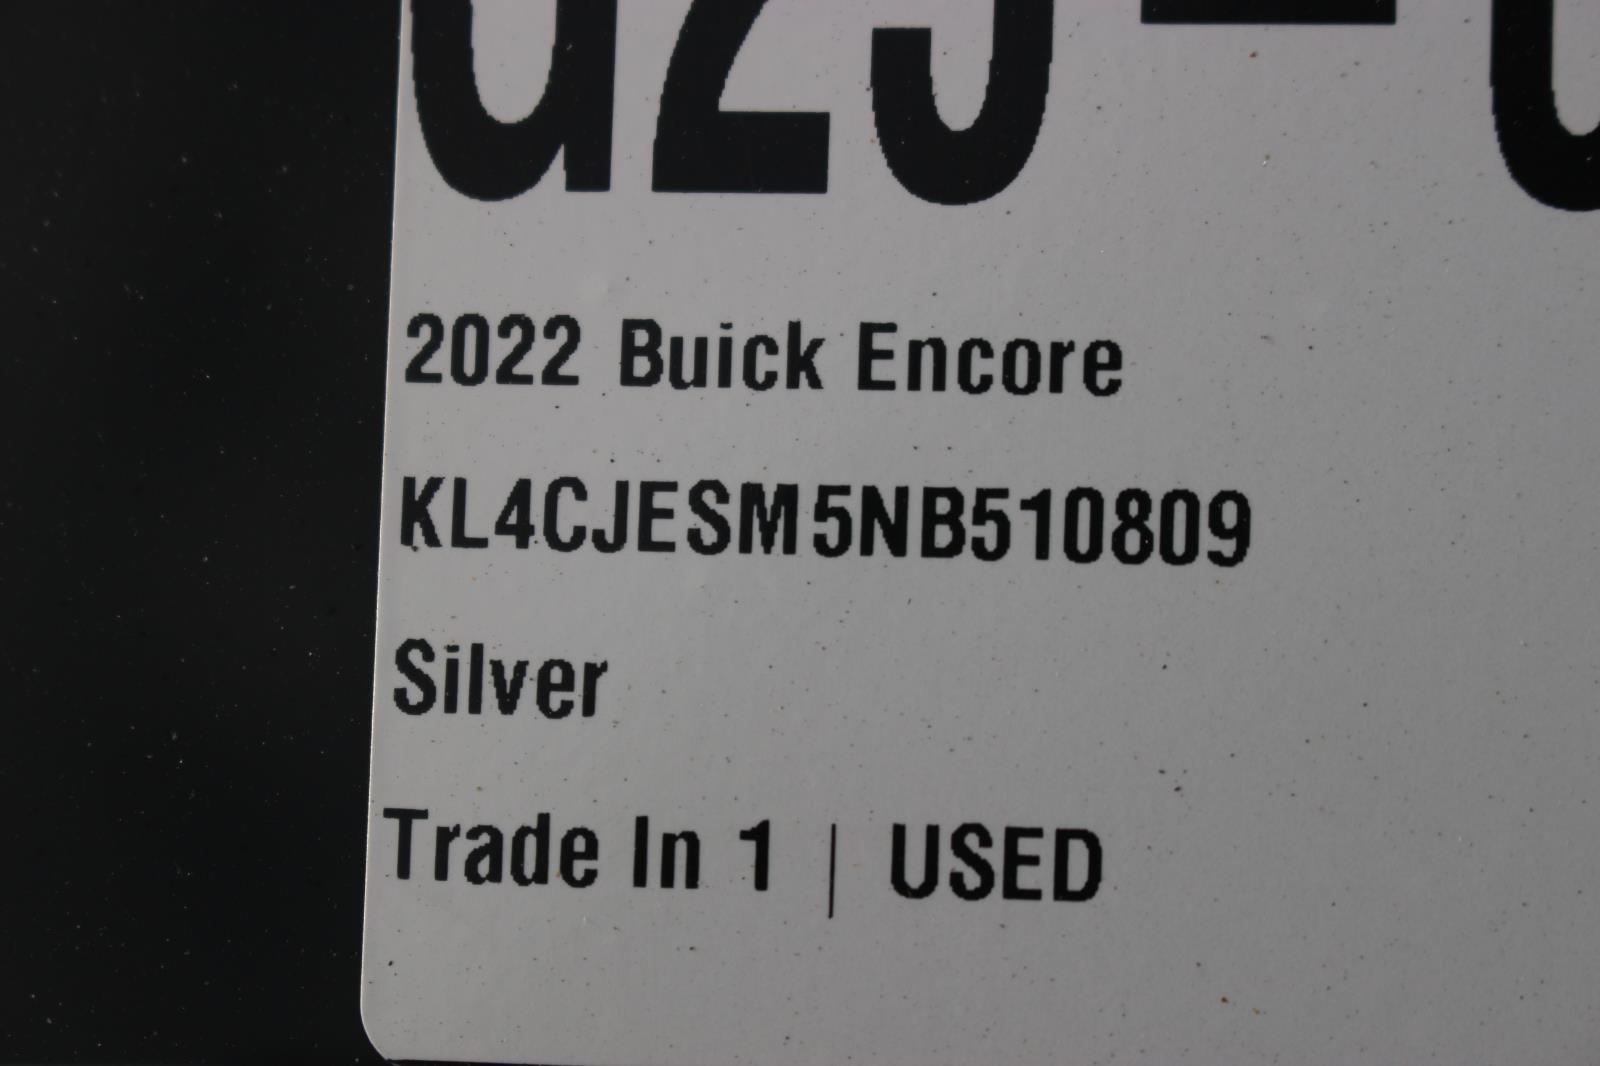 2022 Buick Encore
KL4CJESM5NB510809
Silver
Trade In 1 | USED